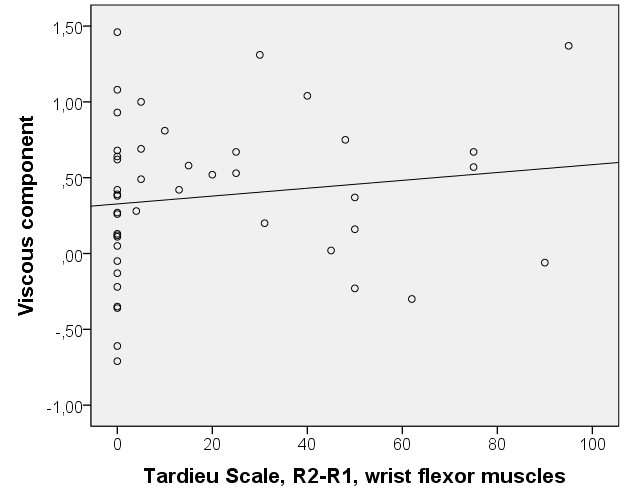 1,50
1,00
,50
,00
-,50
-1,00
Viscous component
0 20 40 60 80 100
Tardieu Scale, R2-R1, wrist flexor muscles